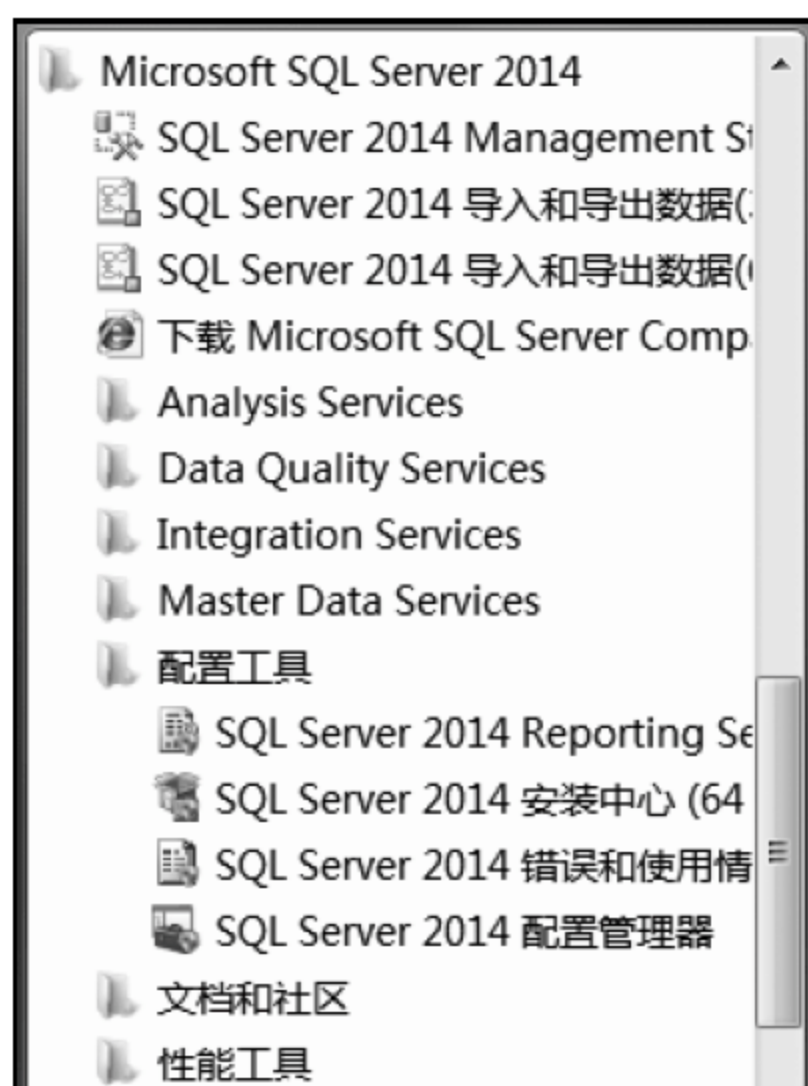 Microsoft SQL Server 2014
SQL Server 2014 Management
SQL Server 2014 导入和导出数据(
SQL Server 2014 导入和导出数据(
下载 Microsoft SQL Server Comp
Analysis Services
Data Quality Services
Integration Services
Master Data Services
配置工具
SQL Server 2014 Reporting Se
SQL Server 2014 安装中心 (64
SQL Server 2014 错误和使用情
SQL Server 2014 配置管理器
文档和社区
性能工具